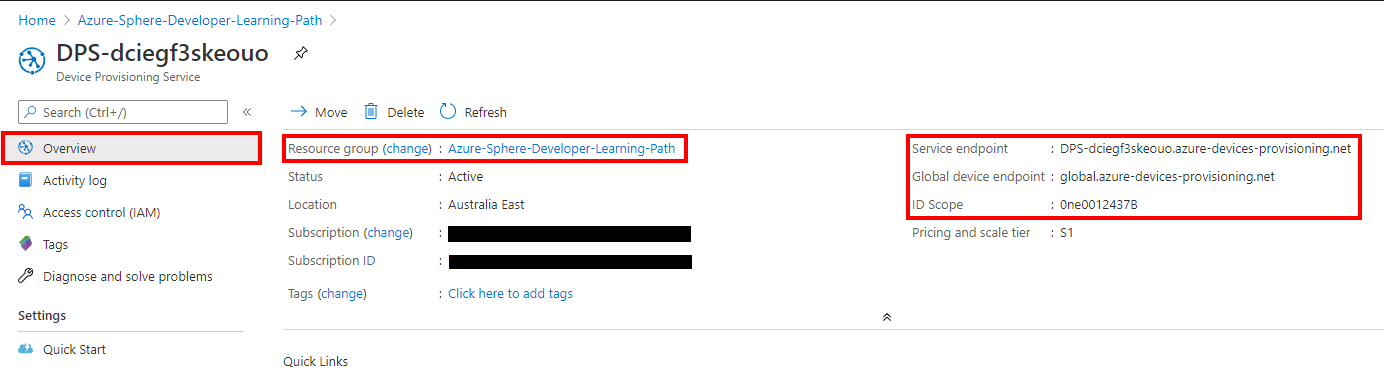 Home > Azure-Sphere-Developer-Learning-Path >
DPS-dciegf3skeouo
Device Provisioning Service
Search (Ctrl+/) «
Move Delete Refresh
Overview
Activity log
Access control (IAM)
Tags
Diagnose and solve problems
Settings
Quick Start
Resource group (change) : Azure-Sphere-Developer-Learning-Path
Status : Active
Location : Australia East
Subscription (change) :
Subscription ID :
Tags (change) : Click here to add tags
Service endpoint : DPS-dciegf3skeouo.azure-devices-provisioning.net
Global device endpoint : global.azure-devices-provisioning.net
ID Scope : 0ne0012437B
Pricing and scale tier : S1
Quick Links